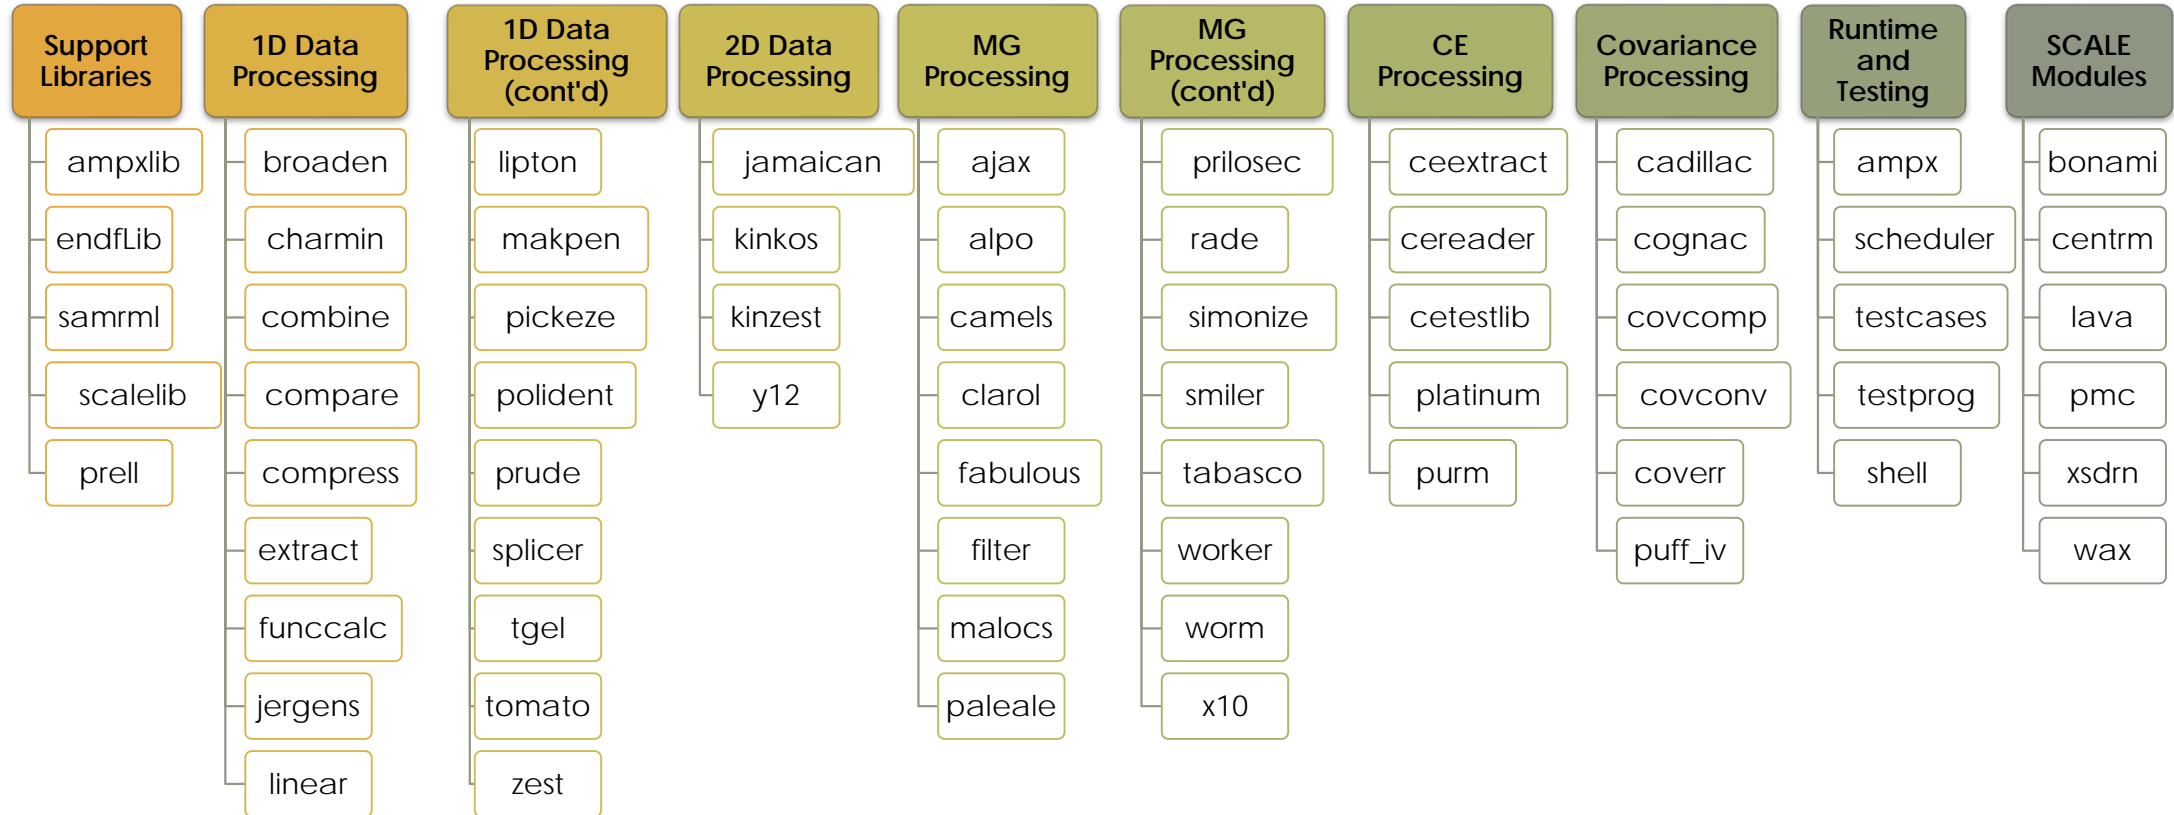 Support
Libraries
ampxlib
endfLib
samrml
scalelib
prell
1D Data
Processing
broaden
charmin
combine
compare
compress
extract
funccalc
jergens
linear
1D Data
Processing
(cont'd)
lipton
makpen
pickeze
polident
prude
splicer
tgel
tomato
zest
2D Data
Processing
jamaican
kinkos
kinzest
y12
MG
Processing
ajax
alpo
camels
clarol
fabulous
filter
malocs
paleale
MG
Processing
(cont'd)
prilosec
rade
simonize
smiler
tabasco
worker
worm
x10
CE
Processing
ceextract
cereader
cetestlib
platinum
purm
Covariance
Processing
cadillac
cognac
covcomp
covconv
coverr
puff_iv
Runtime
and
Testing
ampx
scheduler
testcases
testprog
shell
SCALE
Modules
bonami
centrm
lava
pmc
xsdrn
wax